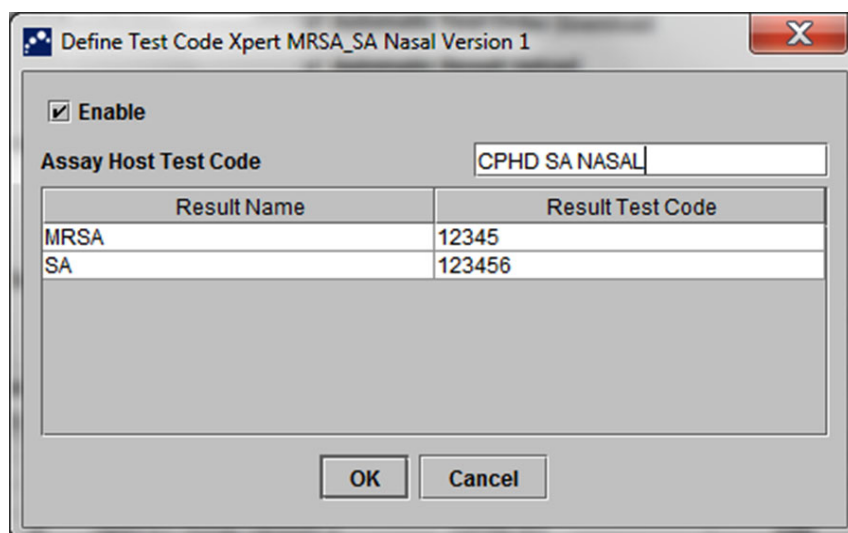 Define Test Code Xpert MRSA_SA Nasal Version 1
Enable
Assay Host Test Code CPHD SA NASAL
Result Name Result Test Code
MRSA 12345
SA 123456
OK Cancel